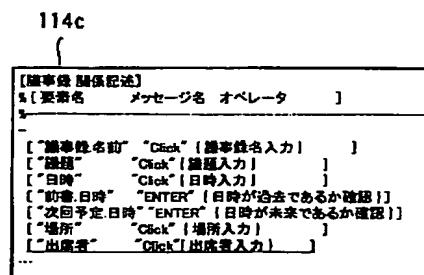 114c
[議事録 関係記述]
% [ 要素名 メッセージ名 オペレータ ]
%
...
[ "議事録名前" "Click" { 議事録名入力 } ]
[ "議題" "Click" { 議題入力 } ]
[ "日時" "Click" { 日時入力 } ]
[ "前書.日時" "ENTER" { 日時が過去であるか確認 } ]
[ "次回予定.日時" "ENTER" { 日時が未来であるか確認 } ]
[ "場所" "Click" { 場所入力 } ]
[ "出席者" "Click" { 出席者入力 } ]
...